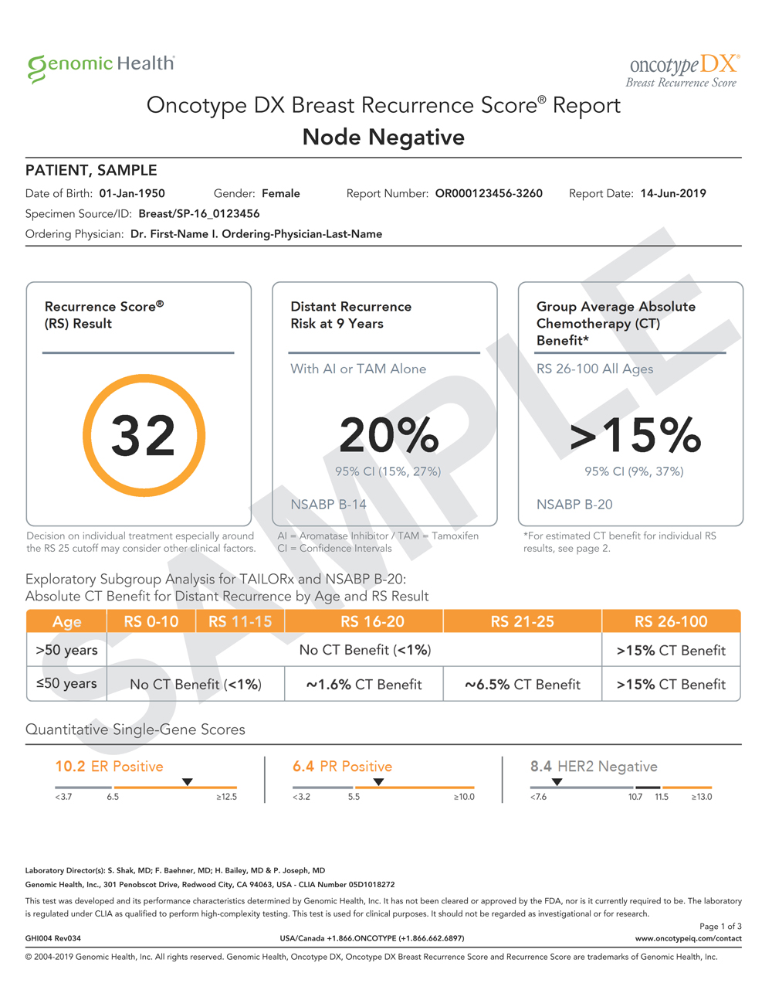 Genomic Health®
oncotype DX®
Breast Recurrence Score
Oncotype DX Breast Recurrence Score® Report
Node Negative
PATIENT, SAMPLE
Date of Birth: 01-Jan-1950 Gender: Female Report Number: OR000123456-3260 Report Date: 14-Jun-2019
Specimen Source/ID: Breast/SP-16_0123456
Ordering Physician: Dr. First-Name I. Ordering-Physician-Last-Name
SAMPLE
Recurrence Score®
(RS) Result
32
Decision on individual treatment especially around
the RS 25 cutoff may consider other clinical factors.
Distant Recurrence
Risk at 9 Years
With AI or TAM Alone
20%
95% CI (15%, 27%)
NSABP B-14
AI = Aromatase Inhibitor / TAM = Tamoxifen
CI = Confidence Intervals
Group Average Absolute
Chemotherapy (CT)
Benefit*
RS 26-100 All Ages
>15%
95% CI (9%, 37%)
NSABP B-20
*For estimated CT benefit for individual RS
results, see page 2.
Exploratory Subgroup Analysis for TAILORx and NSABP B-20:
Absolute CT Benefit for Distant Recurrence by Age and RS Result
Age RS 0-10 RS 11-15 RS 16-20 RS 21-25 RS 26-100
>50 years No CT Benefit (<1%) >15% CT Benefit
≤50 years No CT Benefit (<1%) ~1.6% CT Benefit ~6.5% CT Benefit >15% CT Benefit
Quantitative Single-Gene Scores
10.2 ER Positive
<3.7 6.5 ≥12.5
6.4 PR Positive
<3.2 5.5 ≥10.0
8.4 HER2 Negative
<7.6 10.7 11.5 ≥13.0
Laboratory Director(s): S. Shak, MD; F. Baehner, MD; H. Bailey, MD & P. Joseph, MD
Genomic Health, Inc., 301 Penobscot Drive, Redwood City, CA 94063, USA - CLIA Number 05D1018272
This test was developed and its performance characteristics determined by Genomic Health, Inc. It has not been cleared or approved by the FDA, nor is it currently required to be. The laboratory
is regulated under CLIA as qualified to perform high-complexity testing. This test is used for clinical purposes. It should not be regarded as investigational or for research.
Page 1 of 3
GHI004 Rev034 USA/Canada +1.866.ONCOTYPE (+1.866.662.6897) www.oncotypeiq.com/contact
© 2004-2019 Genomic Health, Inc. All rights reserved. Genomic Health, Oncotype DX, Oncotype DX Breast Recurrence Score and Recurrence Score are trademarks of Genomic Health, Inc.